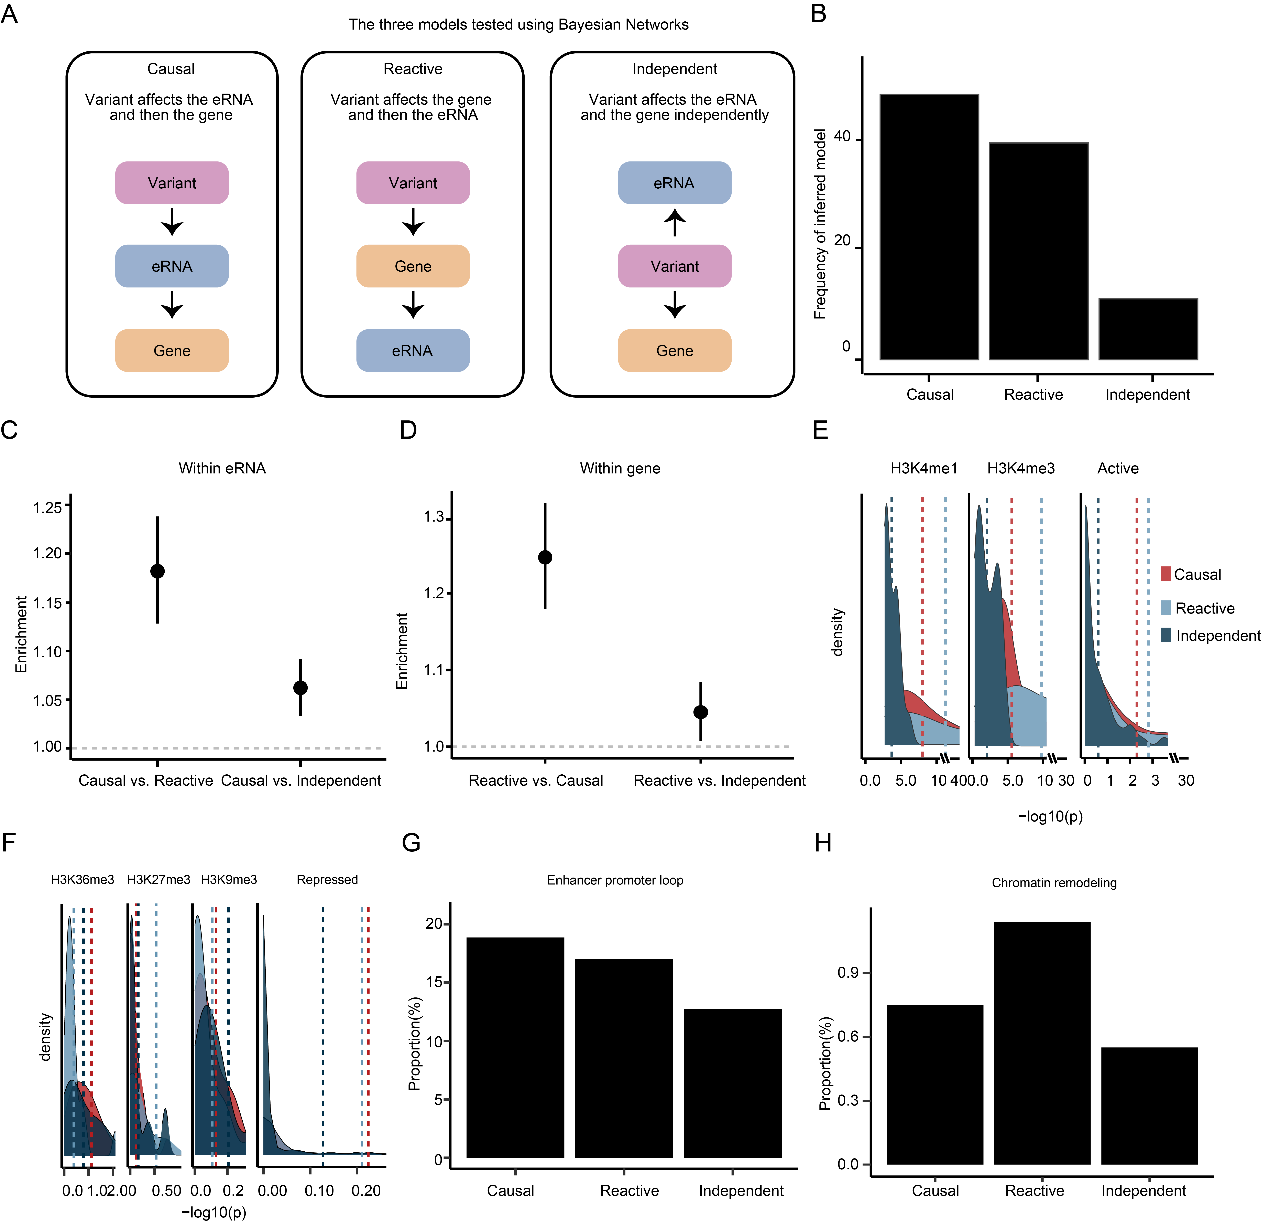 A
The three models tested using Bayesian Networks
Causal
Variant affects the eRNA
and then the gene
Variant
eRNA
Gene
Reactive
Variant affects the gene
and then the eRNA
Variant
Gene
eRNA
Independent
Variant affects the eRNA
and the gene independently
eRNA
Variant
Gene
B
Frequency of inferred model
40
20
0
Causal Reactive Independent
C
Within eRNA
Enrichment
1.25
1.20
1.15
1.10
1.05
1.00
Causal vs. Reactive Causal vs. Independent
D
Within gene
Enrichment
1.3
1.2
1.1
1.0
Reactive vs. Causal Reactive vs. Independent
E
H3K4me1 H3K4me3 Active
density
Causal
Reactive
Independent
0.0 5.0 10 40 0.0 5.0 10 30 0 1 2 3 30
−log10(p)
F
H3K36me3 H3K27me3 H3K9me3 Repressed
density
0.0 1.0 2.00 0.00 0.50 0.0 0.2 0.00 0.10 0.20
−log10(p)
G
Enhancer promoter loop
Proportion(%)
20
15
10
5
0
Causal Reactive Independent
H
Chromatin remodeling
Proportion(%)
0.9
0.6
0.3
0.0
Causal Reactive Independent